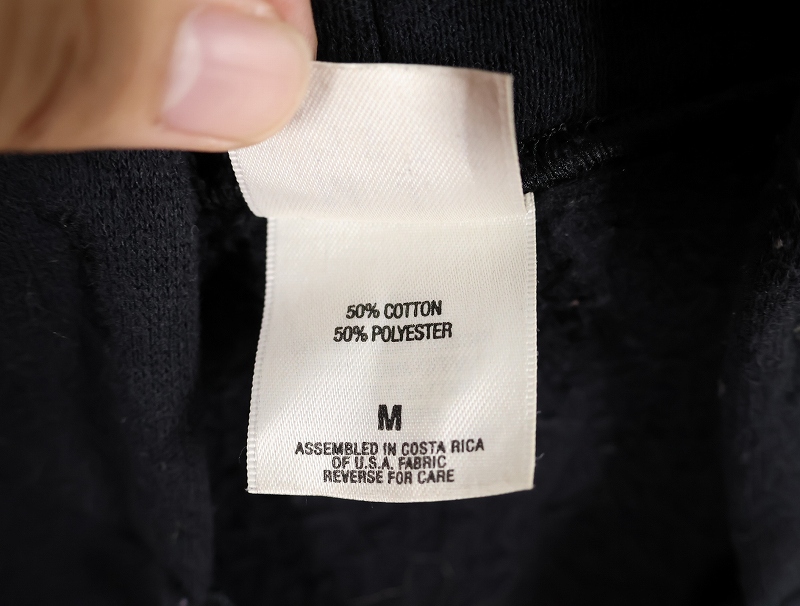 50% COTTON
50% POLYESTER
M
ASSEMBLED IN COSTA RICA
OF U.S.A. FABRIC
REVERSE FOR CARE